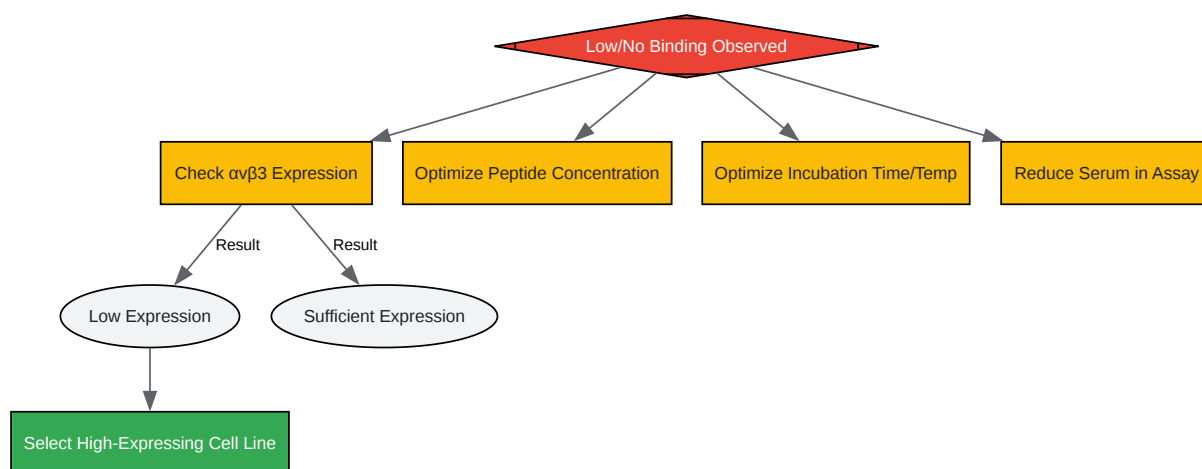 Low/No Binding Observed
Check αvβ3 Expression
Optimize Peptide Concentration
Optimize Incubation Time/Temp
Reduce Serum in Assay
Result
Result
Low Expression
Sufficient Expression
Select High-Expressing Cell Line